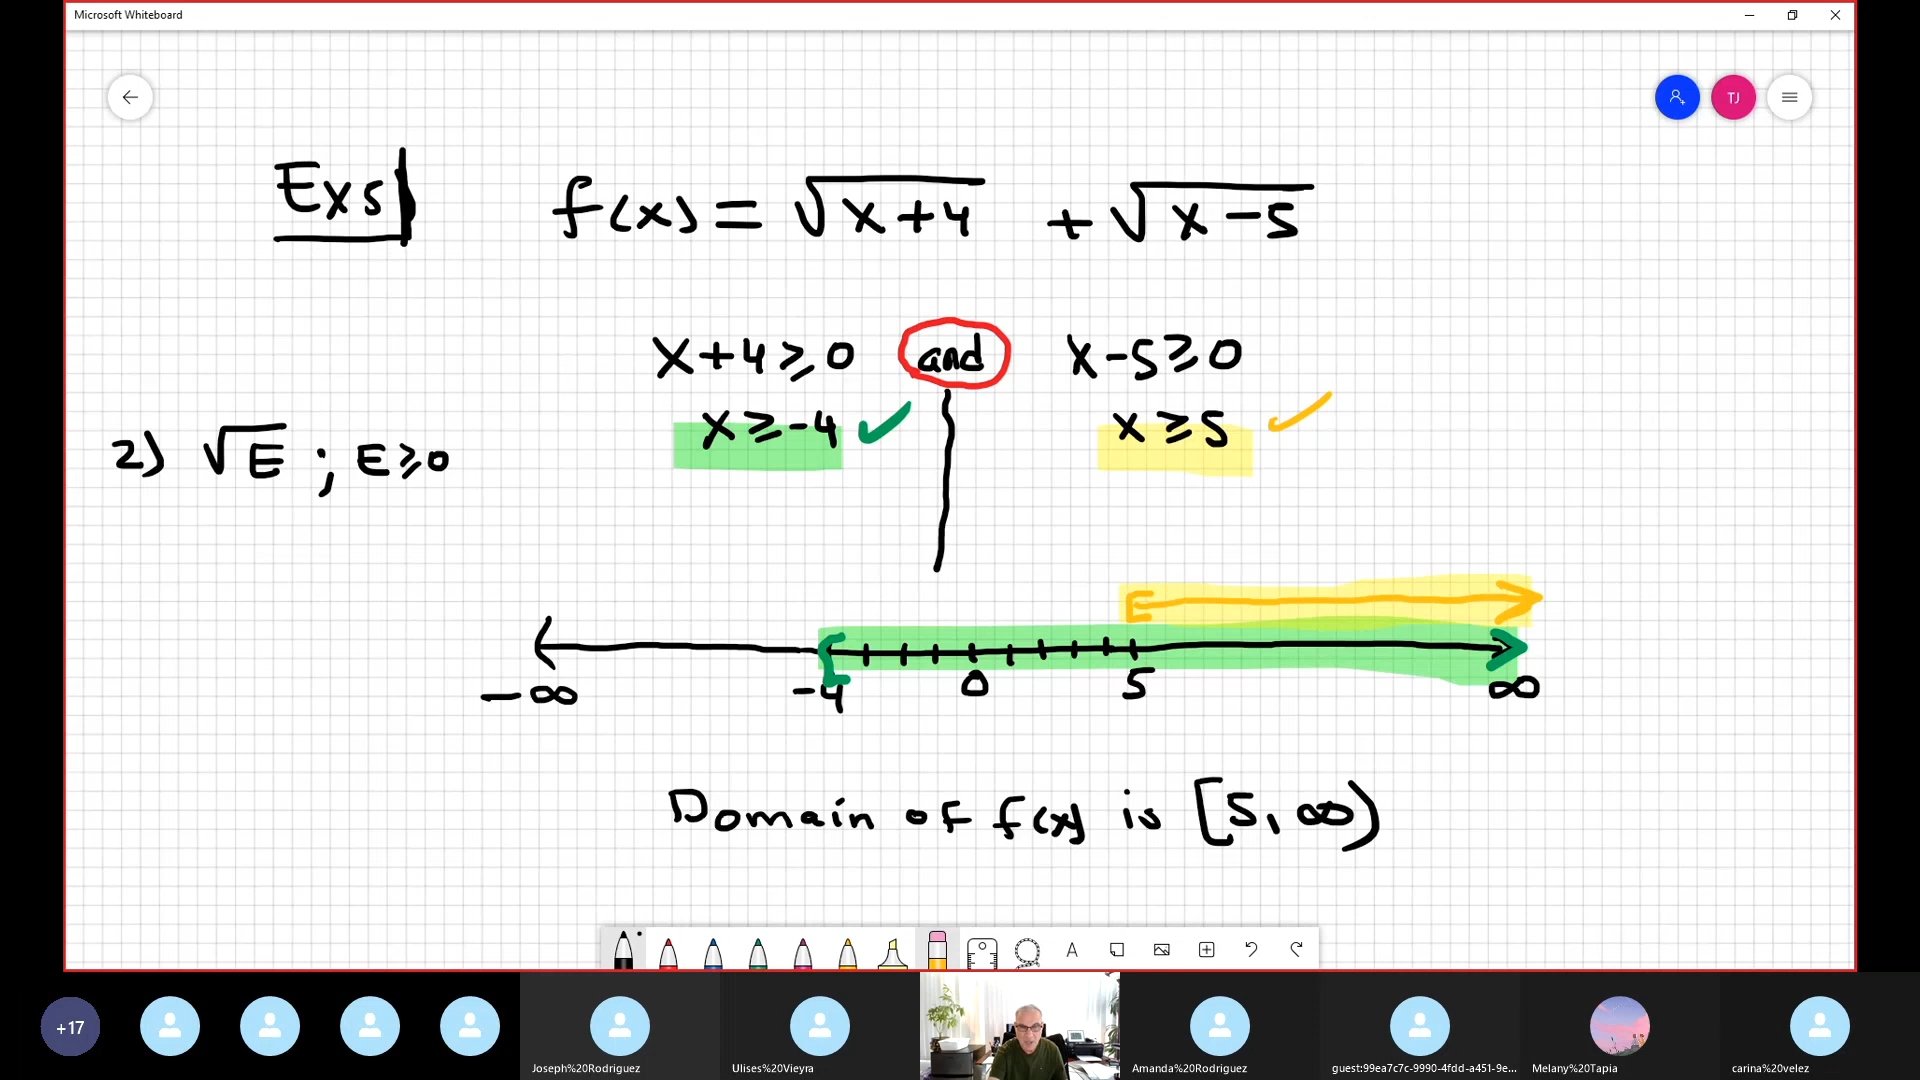 Microsoft Whiteboard
TJ
Ex5 f(x) = √x+4 + √x-5
x+4⩾0 and x-5≥0
x≥-4 ✓ x≥5 ✓
2) √E ; E⩾0
-∞ -4 0 5 ∞
Domain of f(x) is [5, ∞)
A
+17
Joseph%20Rodriguez
Ulises%20Vieyra
Amanda%20Rodriguez
guest:99ea7c7c-9990-4fdd-a451-9e...
Melany%20Tapia
carina%20velez